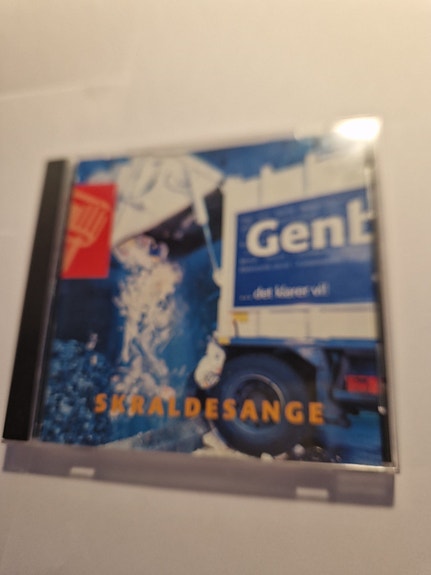 Genb
... det klarer vi!
SKRALDESANGE